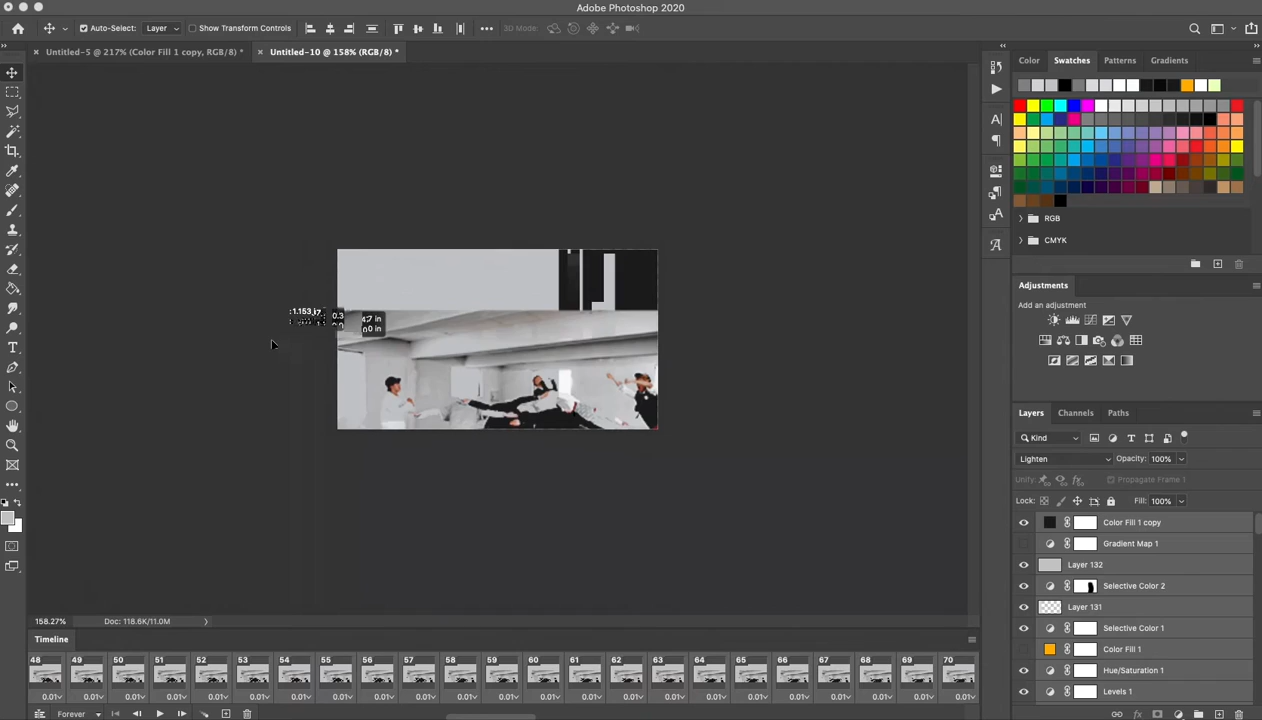 Adobe Photoshop 2020
Auto-Select: Layer Show Transform Controls 3D Mode:
Untitled-5 @ 217% (Color Fill 1 copy, RGB/8) * Untitled-10 @ 158% (RGB/8) *
Color Swatches Patterns Gradients
RGB
CMYK
Adjustments
Add an adjustment
Layers Channels Paths
Kind
Lighten Opacity: 100%
Unify: Propagate Frame 1
Lock: Fill: 100%
Color Fill 1 copy
Gradient Map 1
Layer 132
Selective Color 2
Layer 131
Selective Color 1
Color Fill 1
Hue/Saturation 1
Levels 1
158.27% Doc: 118.6K/11.0M
Timeline
48 49 50 51 52 53 54 55 56 57 58 59 60 61 62 63 64 65 66 67 68 69 70
0.01 0.01 0.01 0.01 0.01 0.01 0.01 0.01 0.01 0.01 0.01 0.01 0.01 0.01 0.01 0.01 0.01 0.01 0.01 0.01 0.01 0.01 0.01
Forever